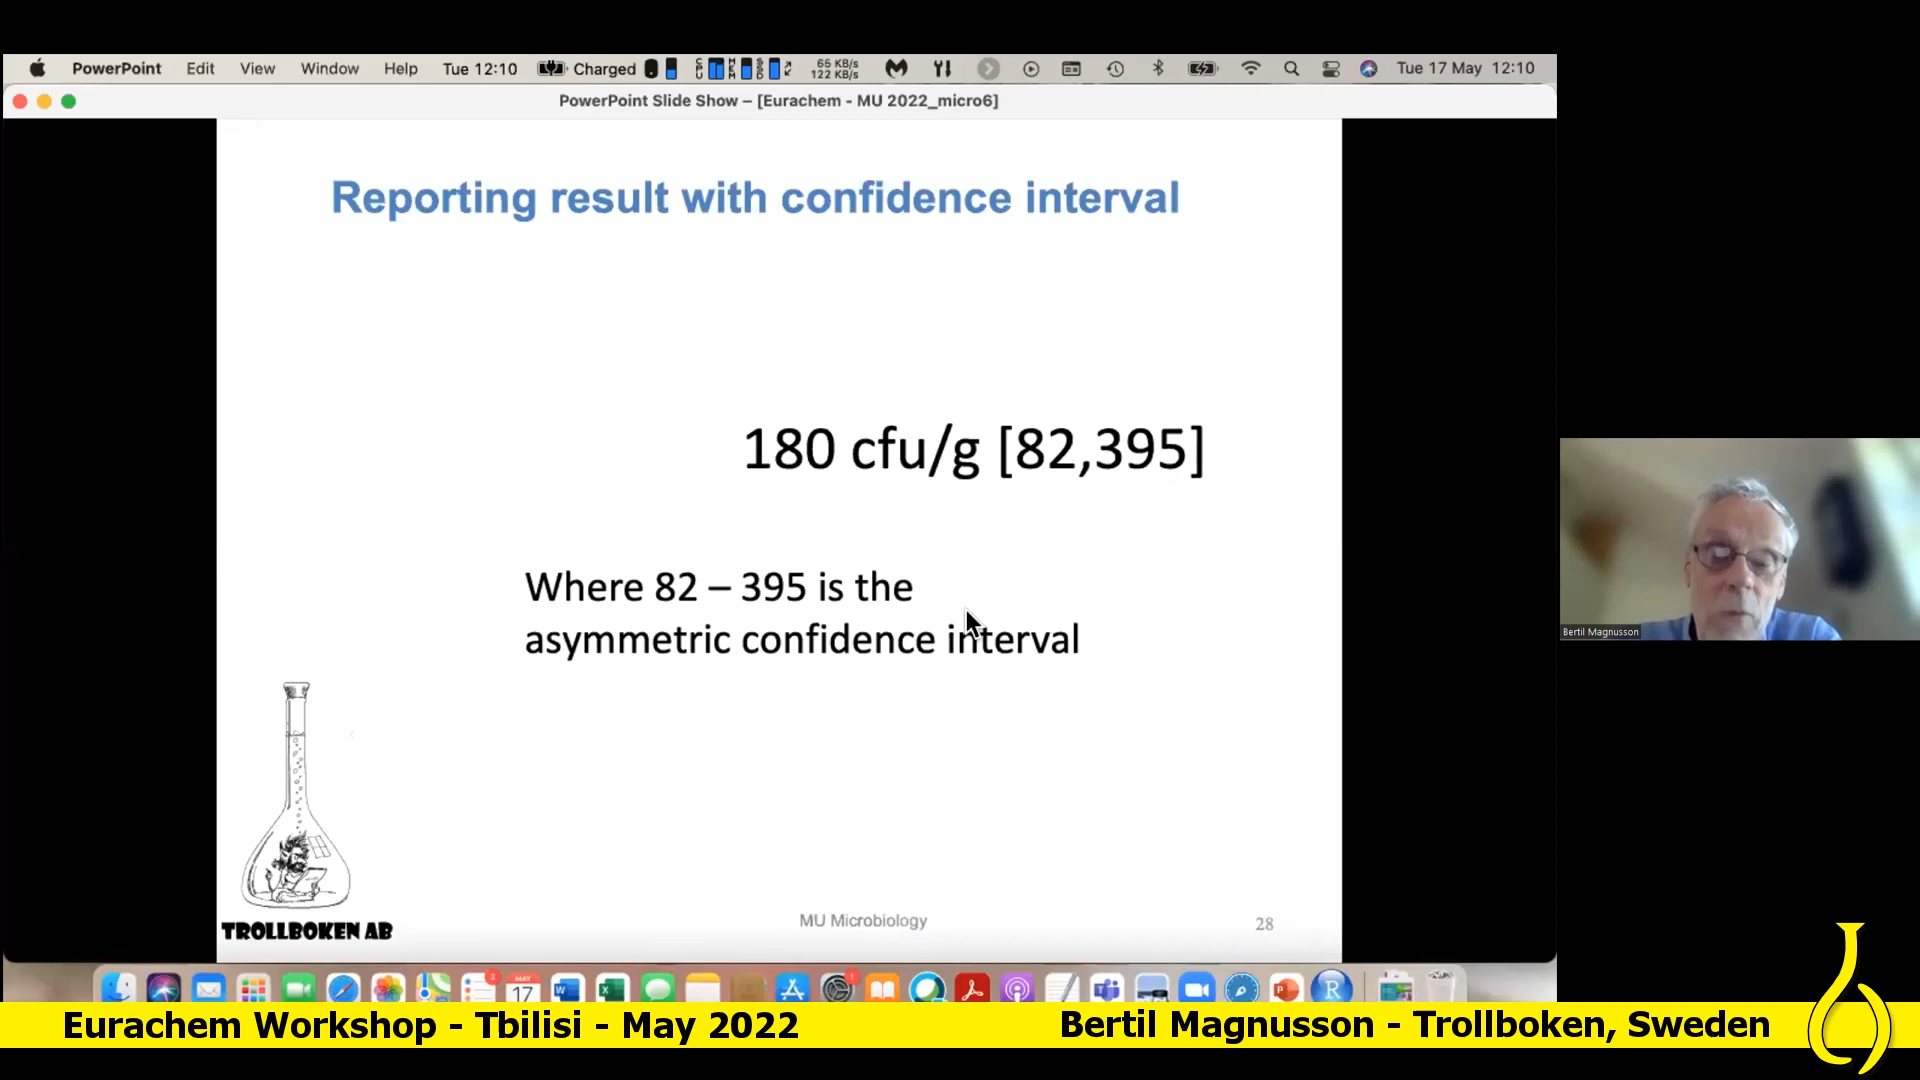 PowerPoint Edit View Window Help Tue 12:10 Charged 65 KB/s 122 KB/s Tue 17 May 12:10
PowerPoint Slide Show – [Eurachem - MU 2022_micro6]
Reporting result with confidence interval
180 cfu/g [82,395]
Where 82 – 395 is the
asymmetric confidence interval
Bertil Magnusson
TROLLBOKEN AB
MU Microbiology
28
MAY
17
Eurachem Workshop - Tbilisi - May 2022
Bertil Magnusson - Trollboken, Sweden